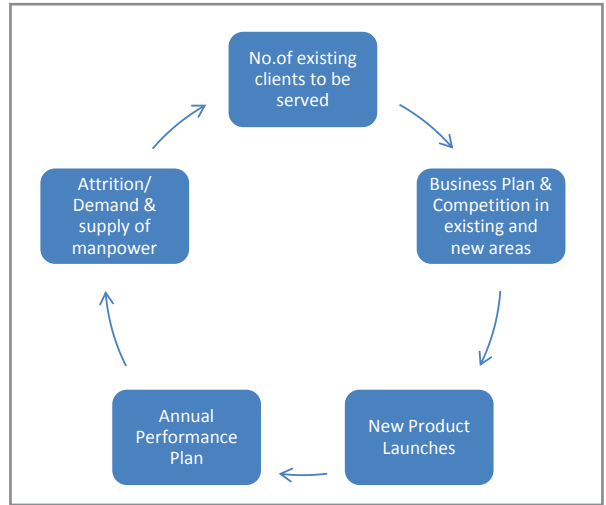 No.of existing
clients to be
served
Business Plan &
Competition in
existing and
new areas
New Product
Launches
Annual
Performance
Plan
Attrition/
Demand &
supply of
manpower